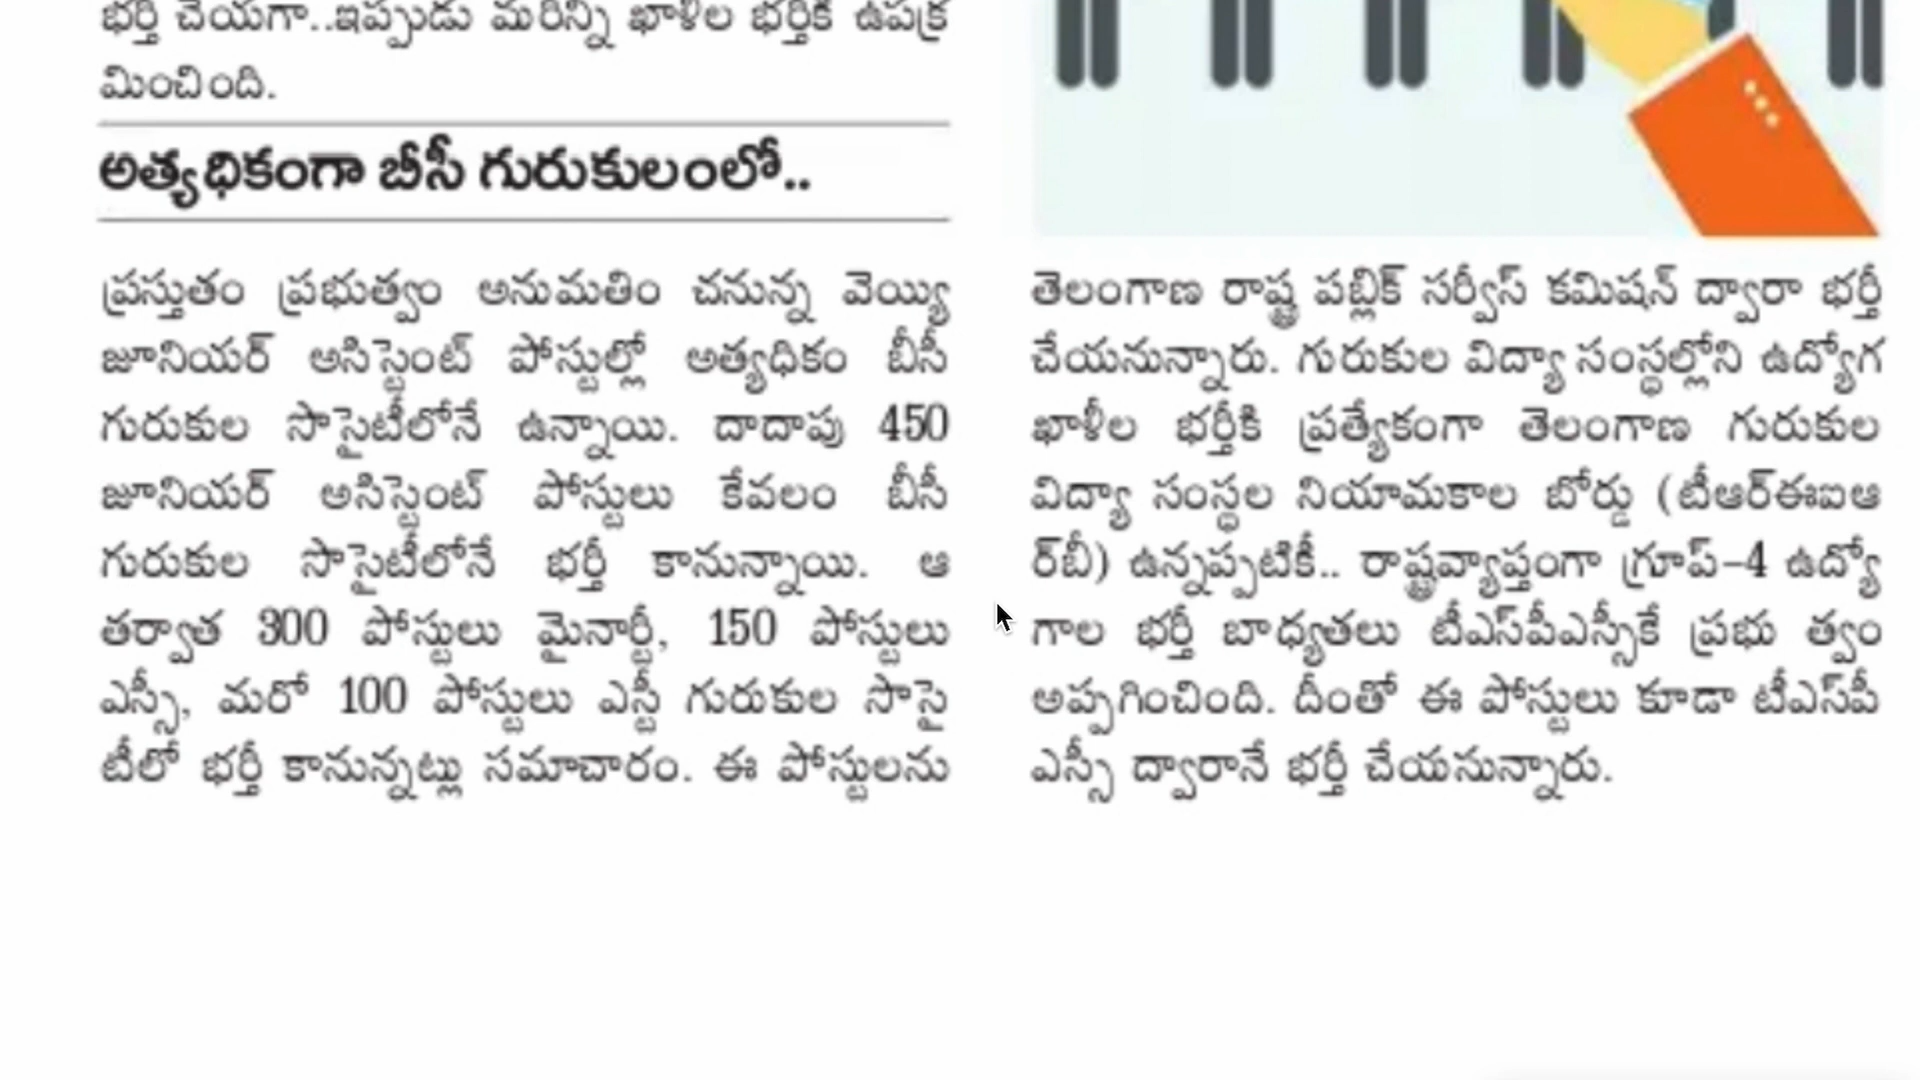 భర్తీ చేయగా..ఇప్పుడు మరిన్ని ఖాళీల భర్తీకి ఉపక్ర
మించింది.
అత్యధికంగా బీసీ గురుకులంలో..
ప్రస్తుతం ప్రభుత్వం అనుమతిం చనున్న వెయ్యి
జూనియర్ అసిస్టెంట్ పోస్టుల్లో అత్యధికం బీసీ
గురుకుల సొసైటీలోనే ఉన్నాయి. దాదాపు 450
జూనియర్ అసిస్టెంట్ పోస్టులు కేవలం బీసీ
గురుకుల సొసైటీలోనే భర్తీ కానున్నాయి. ఆ
తర్వాత 300 పోస్టులు మైనార్టీ, 150 పోస్టులు
ఎస్సీ, మరో 100 పోస్టులు ఎస్టీ గురుకుల సొసై
టీలో భర్తీ కానున్నట్లు సమాచారం. ఈ పోస్టులను
తెలంగాణ రాష్ట్ర పబ్లిక్ సర్వీస్ కమిషన్ ద్వారా భర్తీ
చేయనున్నారు. గురుకుల విద్యా సంస్థల్లోని ఉద్యోగ
ఖాళీల భర్తీకి ప్రత్యేకంగా తెలంగాణ గురుకుల
విద్యా సంస్థల నియామకాల బోర్డు (టీఆర్ఈఐఆ
ర్‌బీ) ఉన్నప్పటికీ.. రాష్ట్రవ్యాప్తంగా గ్రూప్-4 ఉద్యో
గాల భర్తీ బాధ్యతలు టీఎస్‌పీఎస్సీకే ప్రభు త్వం
అప్పగించింది. దీంతో ఈ పోస్టులు కూడా టీఎస్‌పీ
ఎస్సీ ద్వారానే భర్తీ చేయనున్నారు.